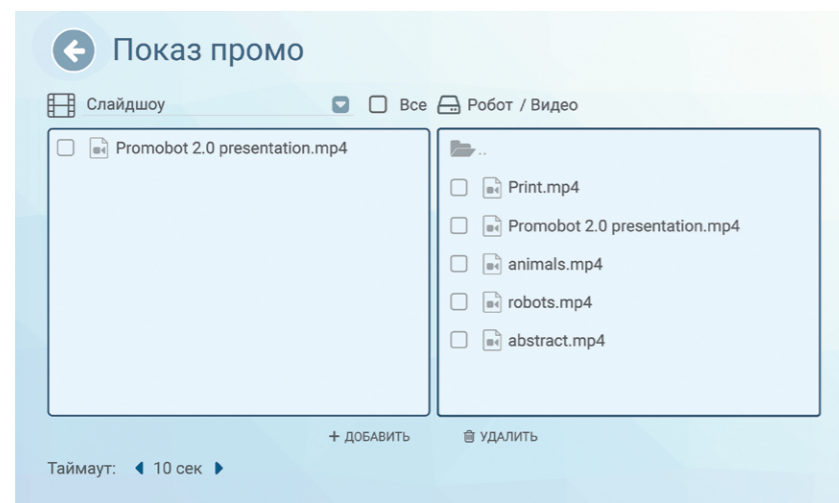 Показ промо
Слайдшоу
Все
Робот / Видео
Promobot 2.0 presentation.mp4
..
Print.mp4
Promobot 2.0 presentation.mp4
animals.mp4
robots.mp4
abstract.mp4
+ ДОБАВИТЬ
УДАЛИТЬ
Таймаут: 10 сек